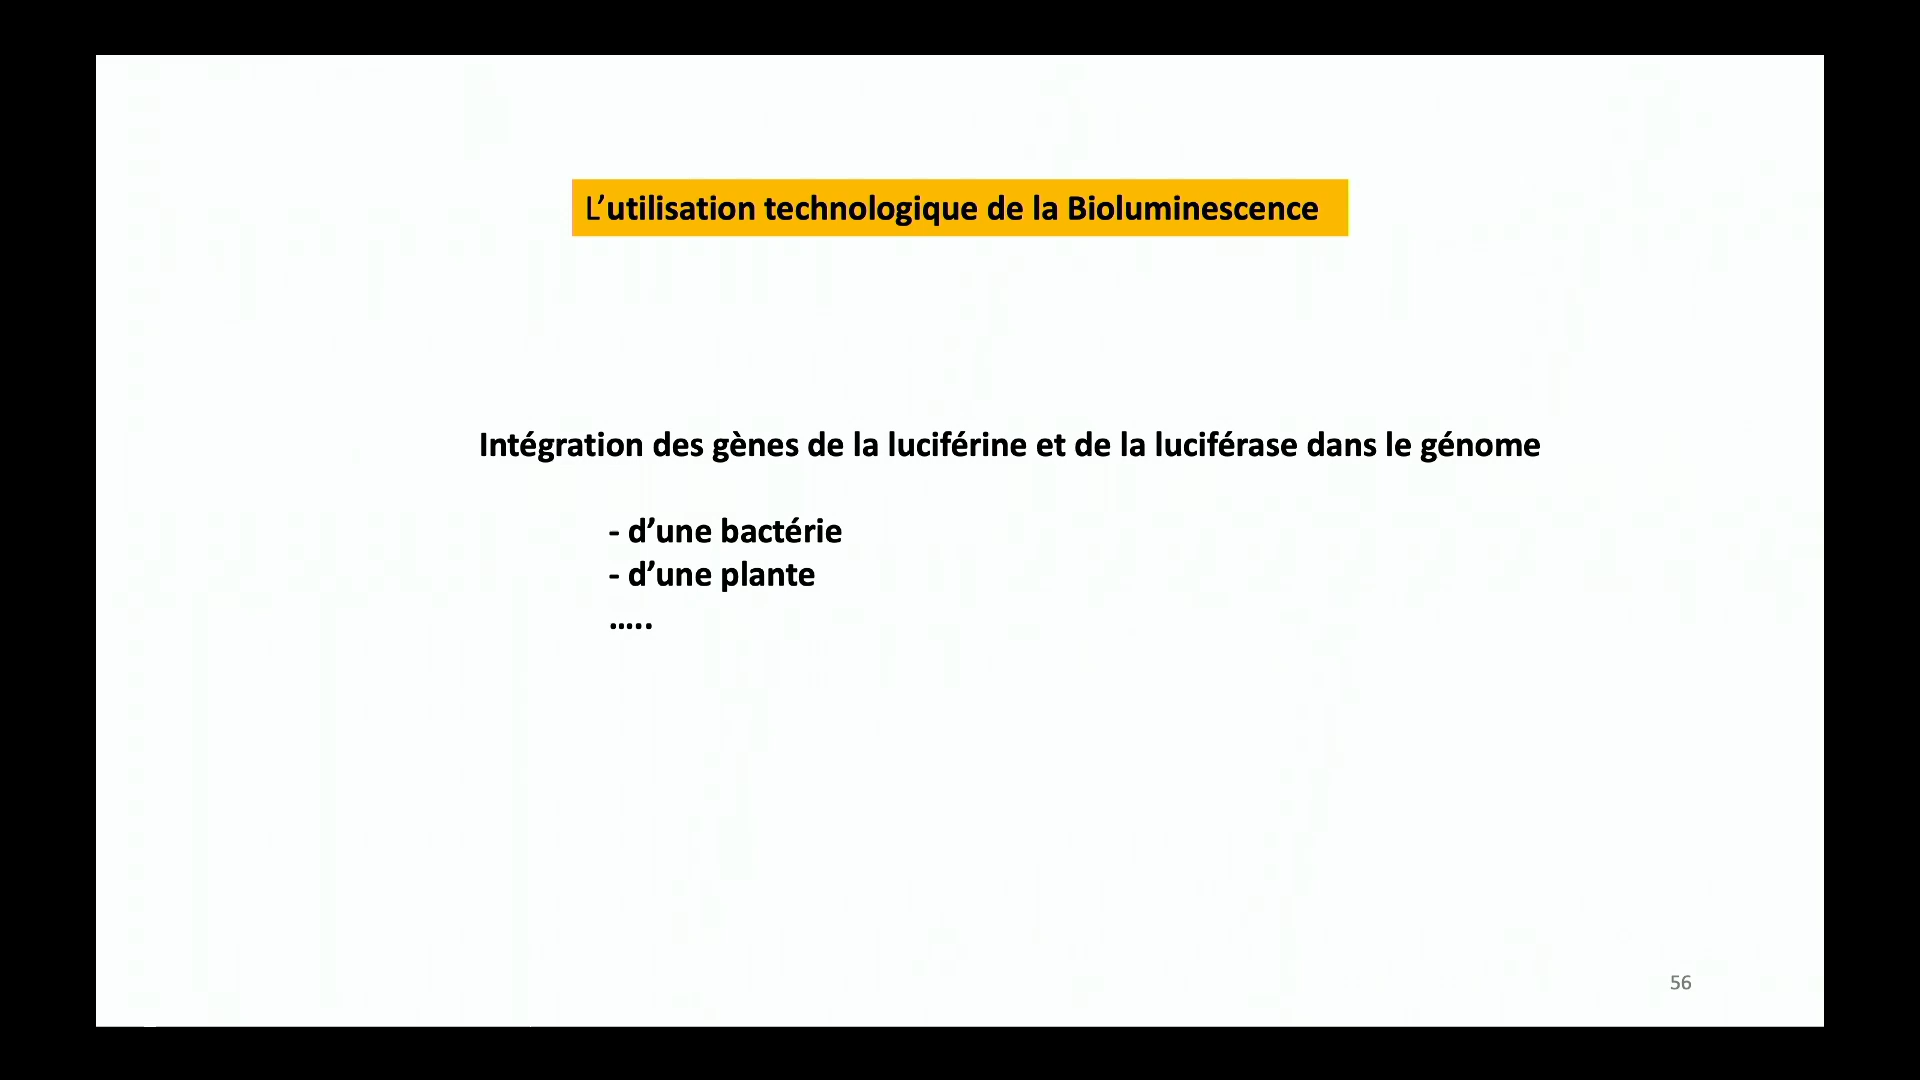 L’utilisation technologique de la Bioluminescence
Intégration des gènes de la luciférine et de la luciférase dans le génome
- d’une bactérie
- d’une plante
…..
56